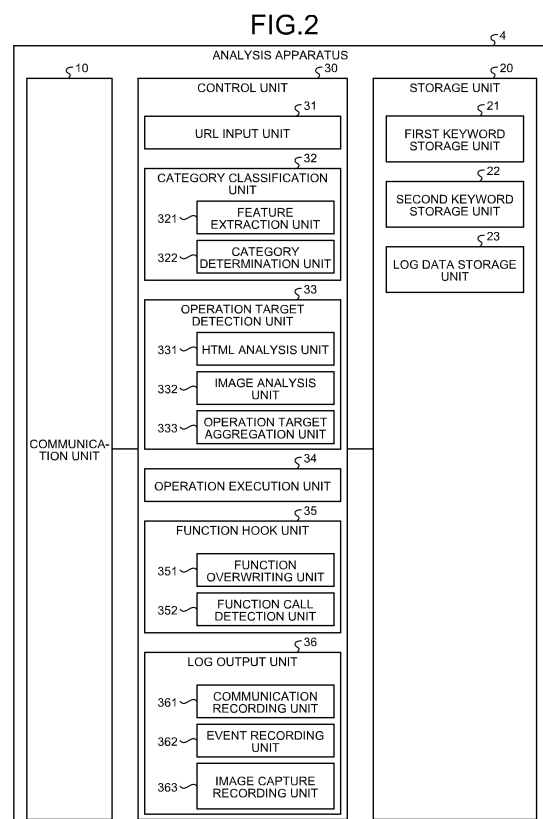 FIG.2
4
ANALYSIS APPARATUS
10
COMMUNICA-
TION UNIT
30
CONTROL UNIT
31
URL INPUT UNIT
32
CATEGORY CLASSIFICATION
UNIT
321
FEATURE
EXTRACTION UNIT
322
CATEGORY
DETERMINATION UNIT
33
OPERATION TARGET
DETECTION UNIT
331
HTML ANALYSIS UNIT
332
IMAGE ANALYSIS
UNIT
333
OPERATION TARGET
AGGREGATION UNIT
34
OPERATION EXECUTION UNIT
35
FUNCTION HOOK UNIT
351
FUNCTION
OVERWRITING UNIT
352
FUNCTION CALL
DETECTION UNIT
36
LOG OUTPUT UNIT
361
COMMUNICATION
RECORDING UNIT
362
EVENT RECORDING
UNIT
363
IMAGE CAPTURE
RECORDING UNIT
20
STORAGE UNIT
21
FIRST KEYWORD
STORAGE UNIT
22
SECOND KEYWORD
STORAGE UNIT
23
LOG DATA STORAGE
UNIT